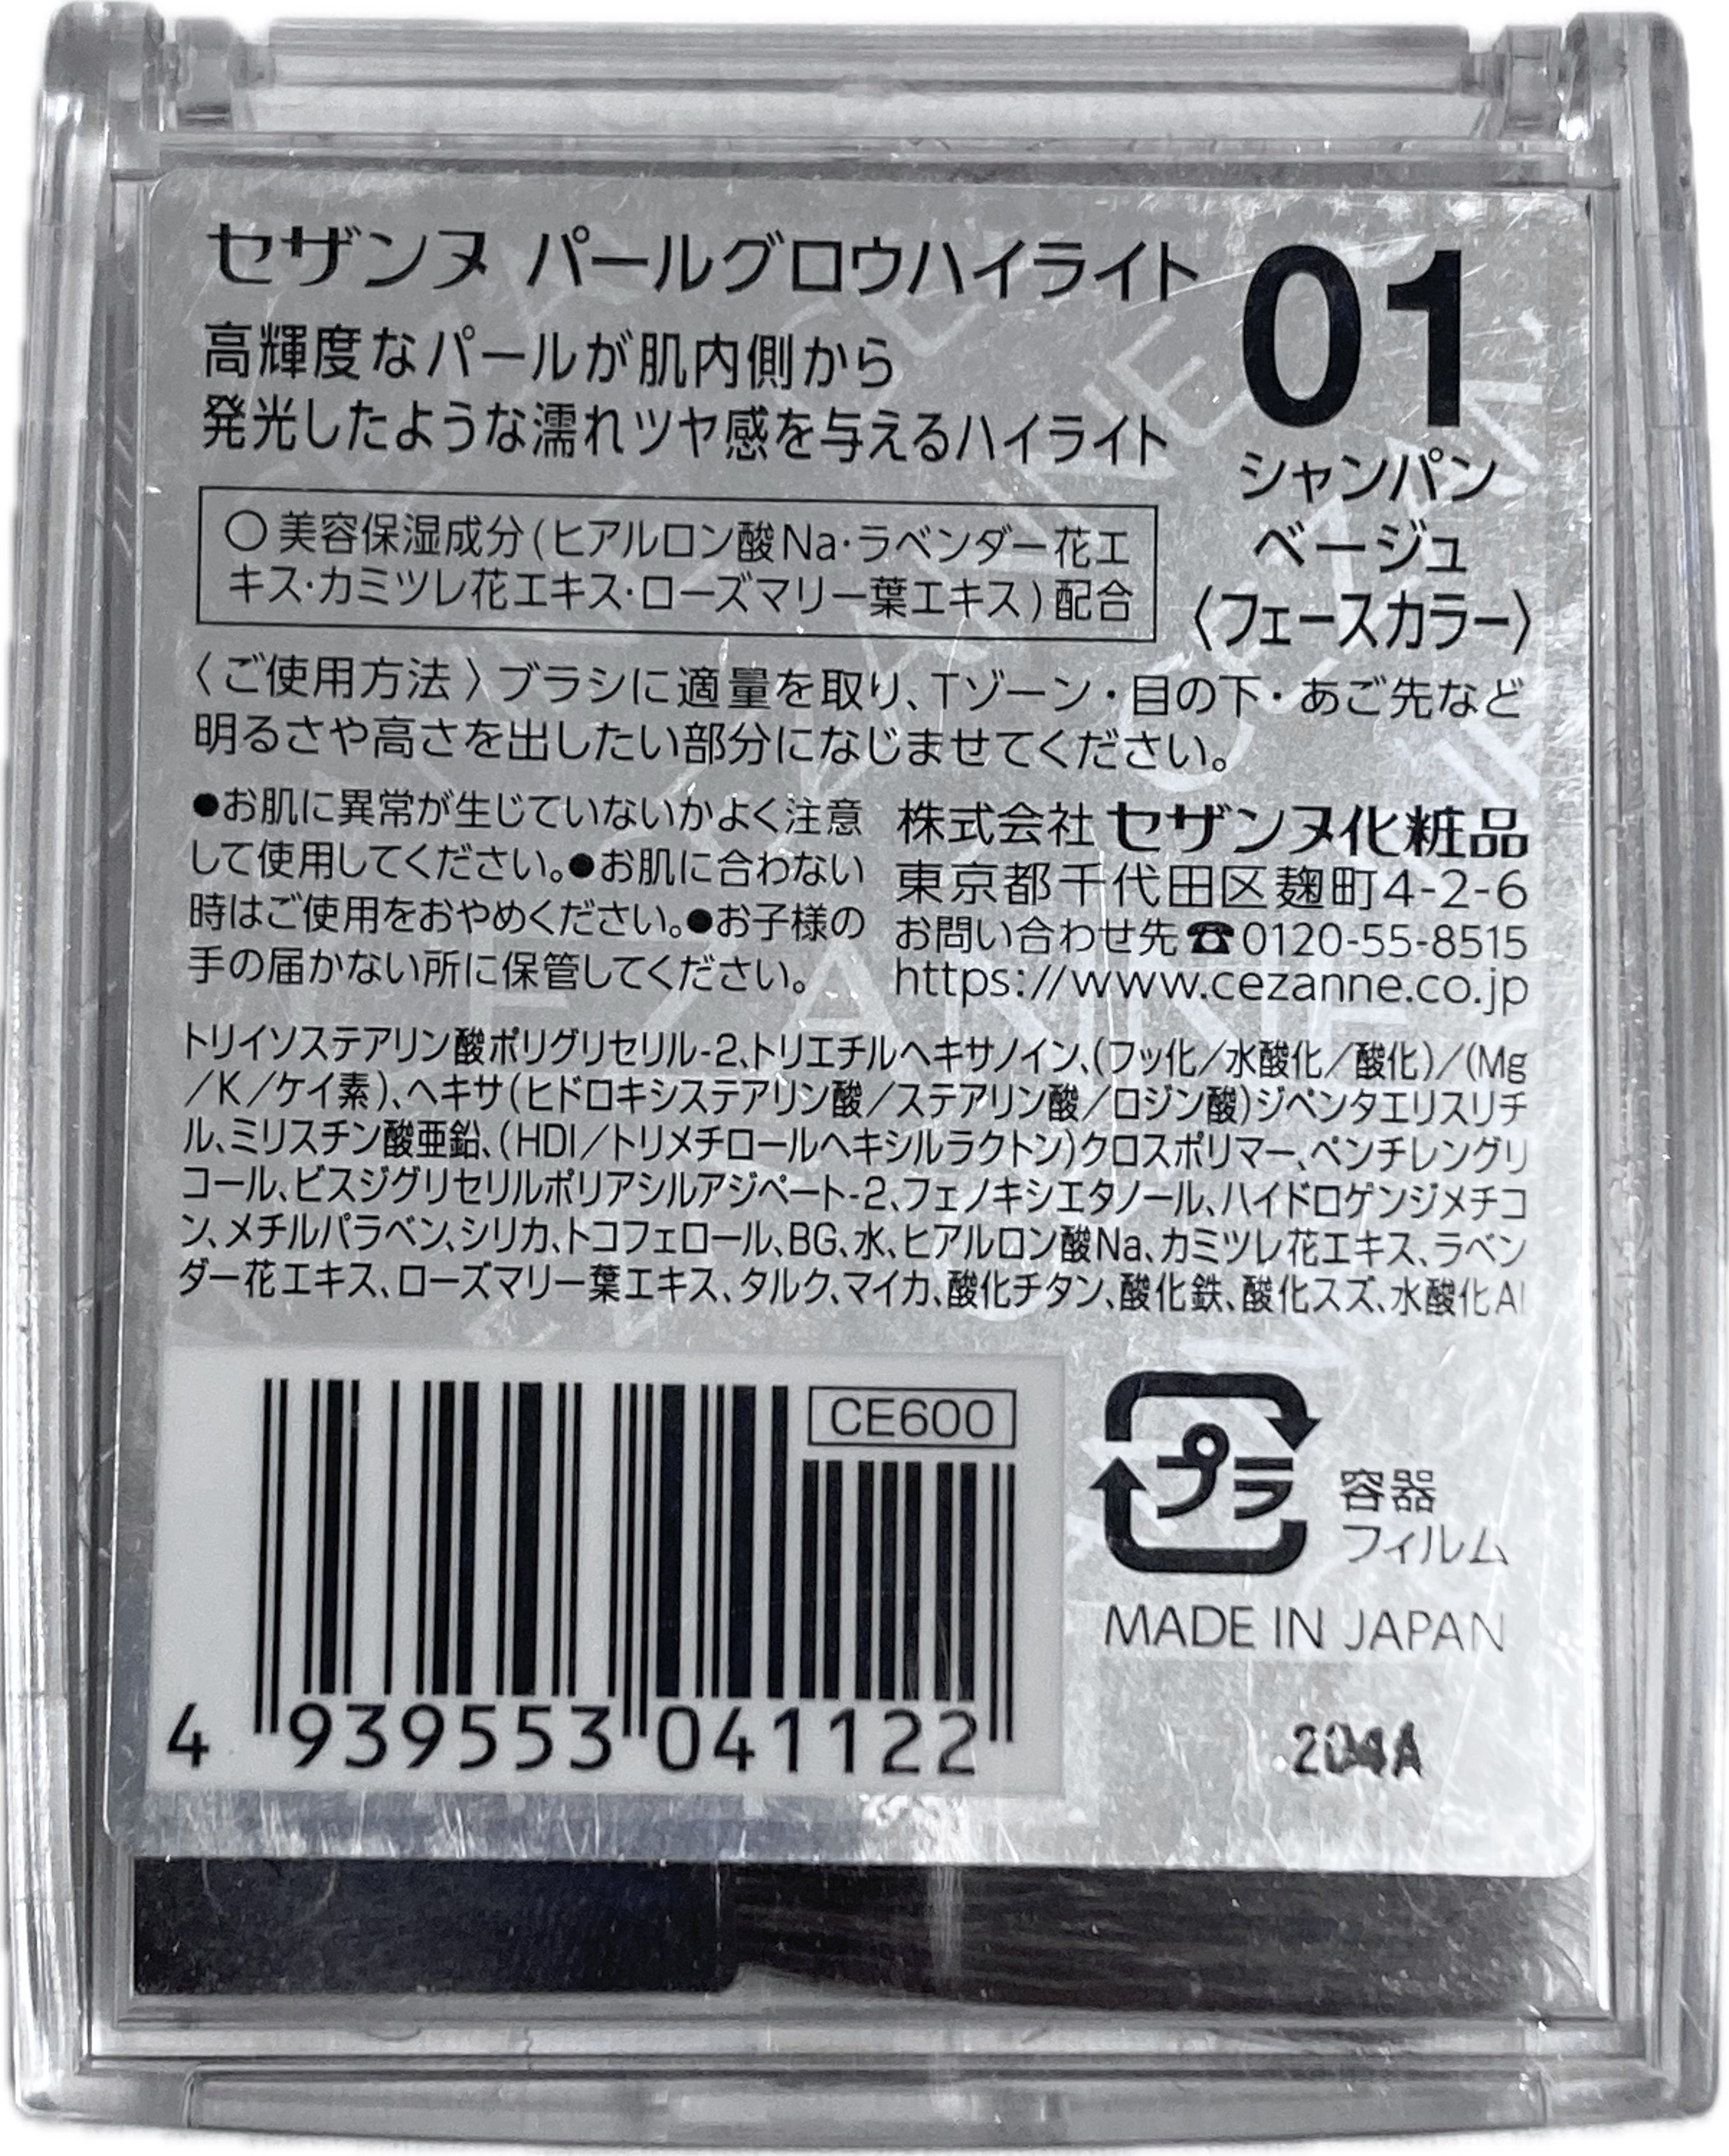 セザンヌ パールグロウハイライト
01
高輝度なパールが肌内側から
発光したような濡れツヤ感を与えるハイライト
シャンパン
ベージュ
〈フェースカラー〉
○美容保湿成分(ヒアルロン酸Na・ラベンダー花エ
キス・カミツレ花エキス・ローズマリー葉エキス)配合
〈ご使用方法〉ブラシに適量を取り、Tゾーン・目の下・あご先など
明るさや高さを出したい部分になじませてください。
●お肌に異常が生じていないかよく注意
して使用してください。●お肌に合わない
時はご使用をおやめください。●お子様の
手の届かない所に保管してください。
株式会社 セザンヌ化粧品
東京都千代田区麹町4-2-6
お問い合わせ先☎0120-55-8515
https://www.cezanne.co.jp
トリイソステアリン酸ポリグリセリル-2、トリエチルヘキサノイン、(フッ化/水酸化/酸化)/(Mg
/K/ケイ素)、ヘキサ(ヒドロキシステアリン酸/ステアリン酸/ロジン酸)ジペンタエリスリチ
ル、ミリスチン酸亜鉛、(HDI/トリメチロールヘキシルラクトン)クロスポリマー、ペンチレングリ
コール、ビスジグリセリルポリアシルアジペート-2、フェノキシエタノール、ハイドロゲンジメチコ
ン、メチルパラベン、シリカ、トコフェロール、BG、水、ヒアルロン酸Na、カミツレ花エキス、ラベン
ダー花エキス、ローズマリー葉エキス、タルク、マイカ、酸化チタン、酸化鉄、酸化スズ、水酸化Al
CE600
4 939553 041122
プラ
容器
フィルム
MADE IN JAPAN
204A